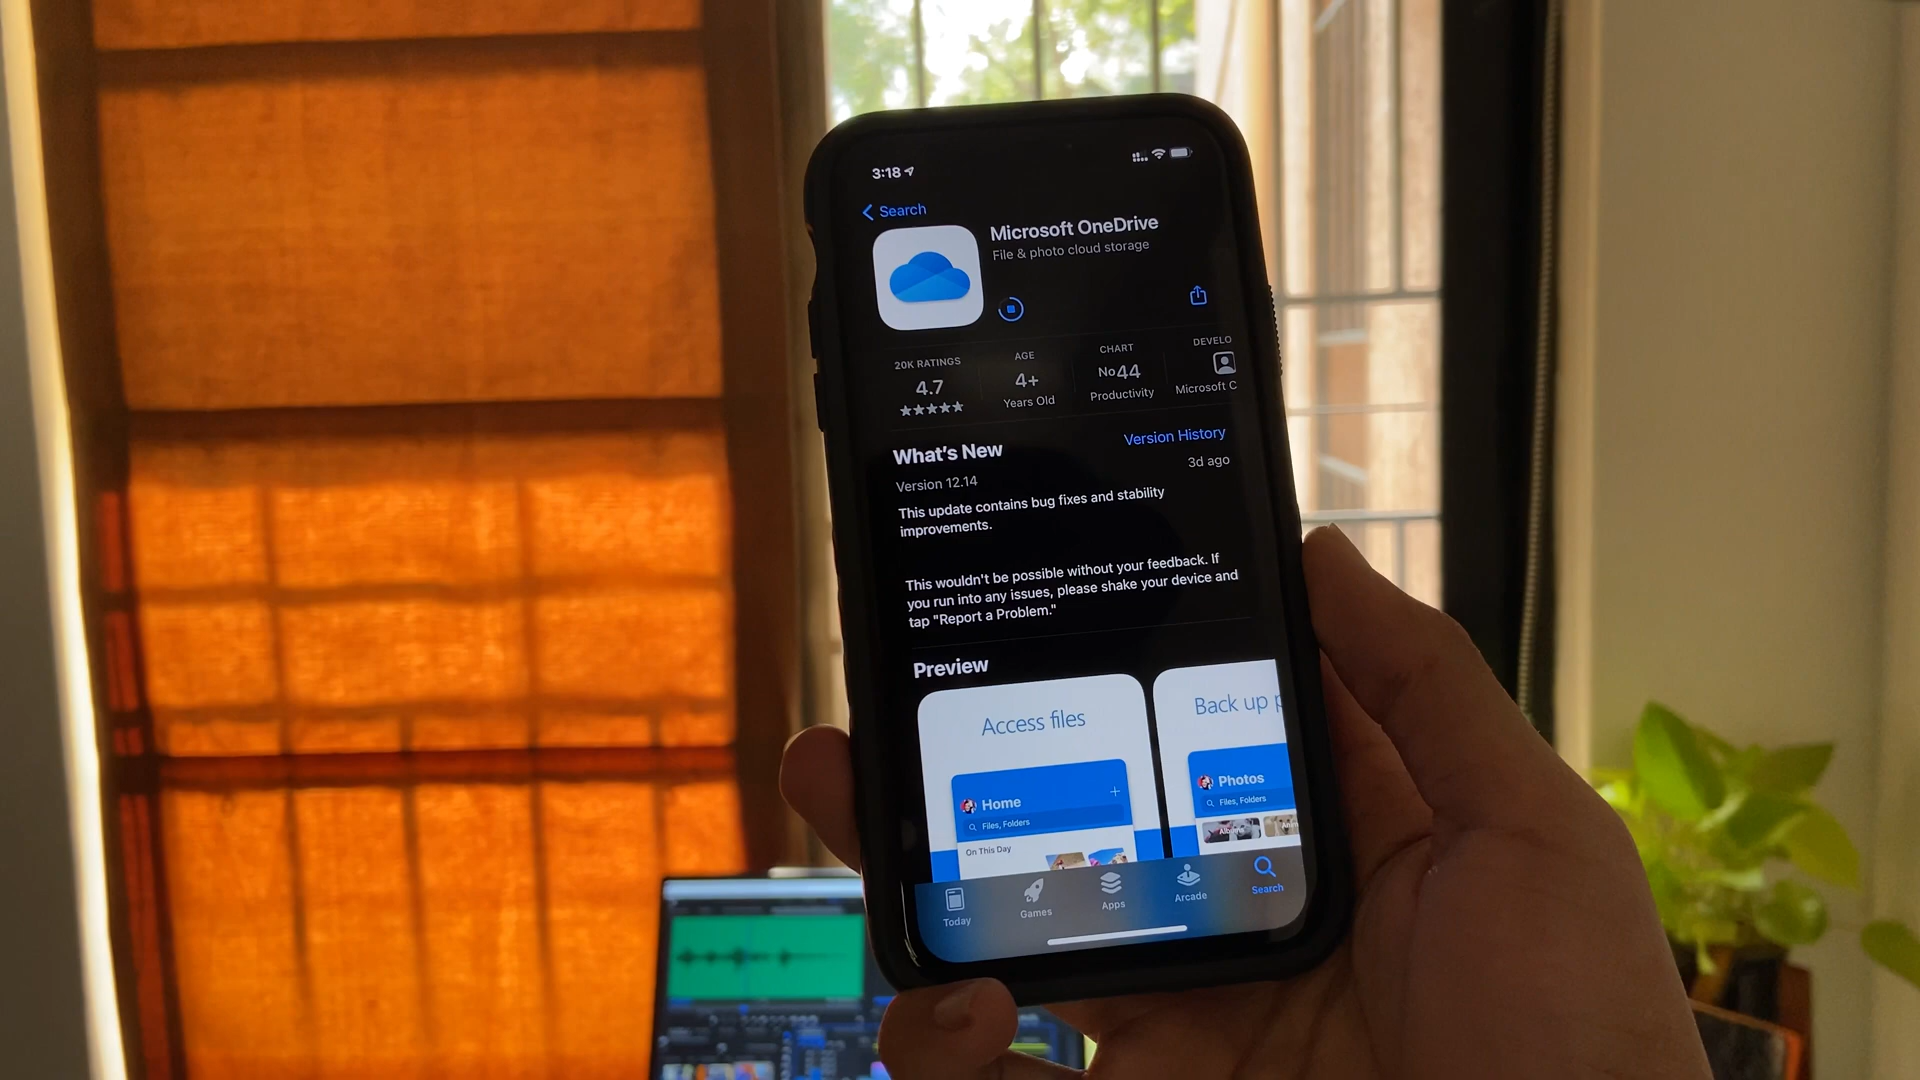 3:18
Search
Microsoft OneDrive
File & photo cloud storage
20K RATINGS
4.7
AGE
4+
Years Old
CHART
No44
Productivity
DEVELO
Microsoft C
What's New
Version History
Version 12.14
3d ago
This update contains bug fixes and stability
improvements.
This wouldn't be possible without your feedback. If
you run into any issues, please shake your device and
tap "Report a Problem."
Preview
Access files
Back up p
Home
Files, Folders
On This Day
Photos
Files, Folders
Albums
Anim
Today
Games
Apps
Arcade
Search